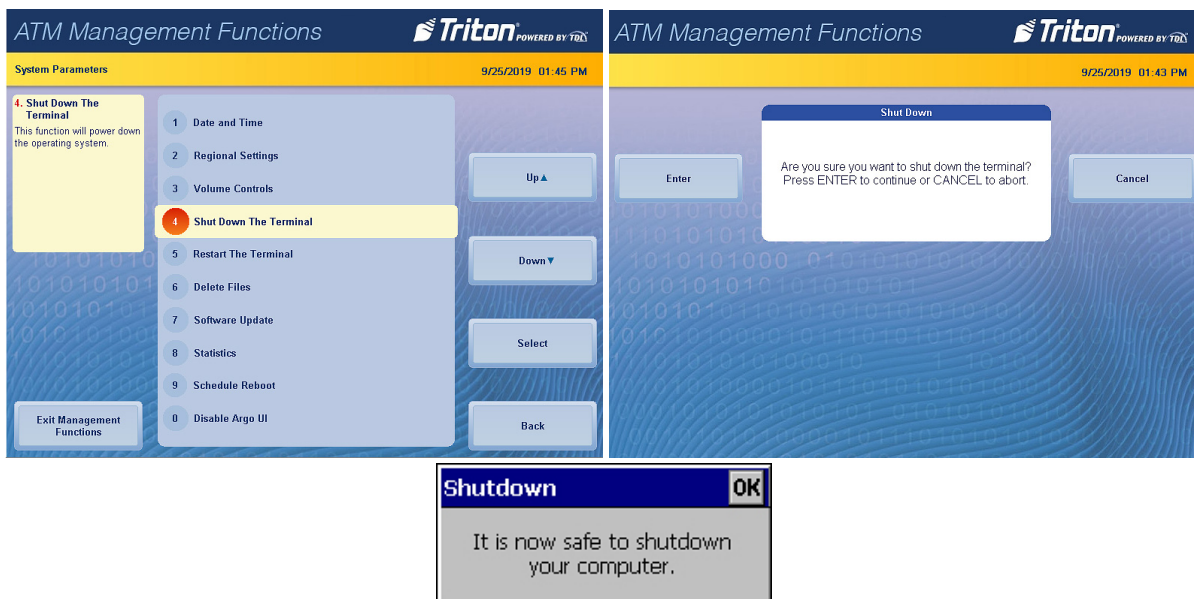 ATM Management Functions
Triton POWERED BY TDL
System Parameters
9/25/2019 01:45 PM
4. Shut Down The
Terminal
This function will power down
the operating system.
1 Date and Time
2 Regional Settings
3 Volume Controls
4 Shut Down The Terminal
5 Restart The Terminal
6 Delete Files
7 Software Update
8 Statistics
9 Schedule Reboot
0 Disable Argo UI
Up▲
Down▼
Select
Back
Exit Management
Functions
ATM Management Functions
Triton POWERED BY TDL
9/25/2019 01:43 PM
Shut Down
Are you sure you want to shut down the terminal?
Press ENTER to continue or CANCEL to abort.
Enter
Cancel
Shutdown
OK
It is now safe to shutdown
your computer.